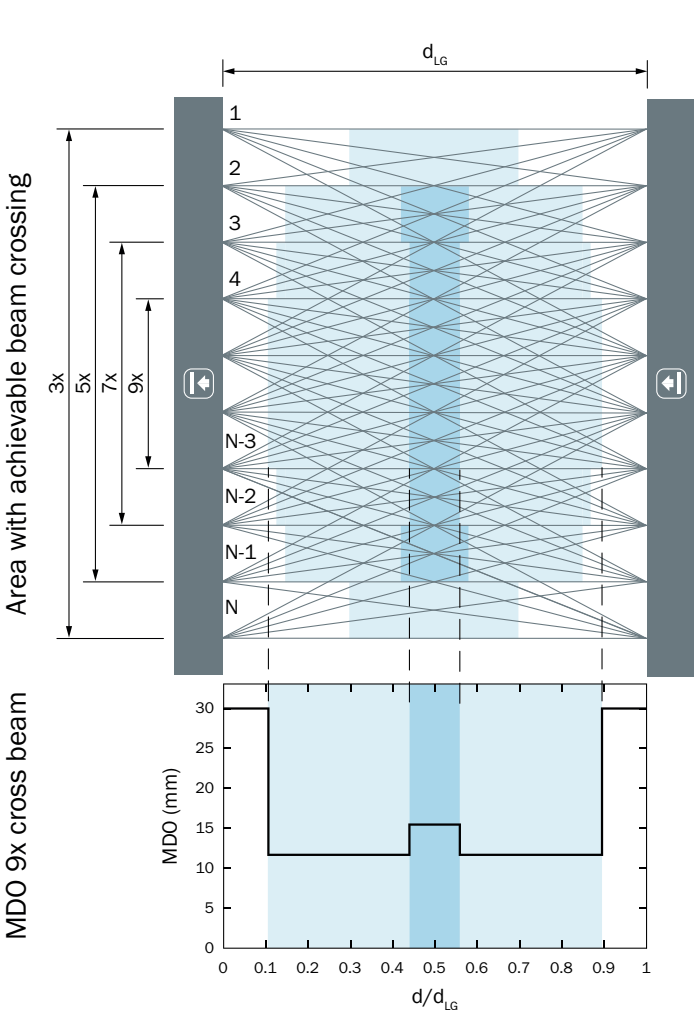 d_LG
Area with achievable beam crossing
3x
5x
7x
9x
1
2
3
4
N-3
N-2
N-1
N
MDO 9x cross beam
MDO (mm)
30
25
20
15
10
5
0
0 0.1 0.2 0.3 0.4 0.5 0.6 0.7 0.8 0.9 1
d/d_LG